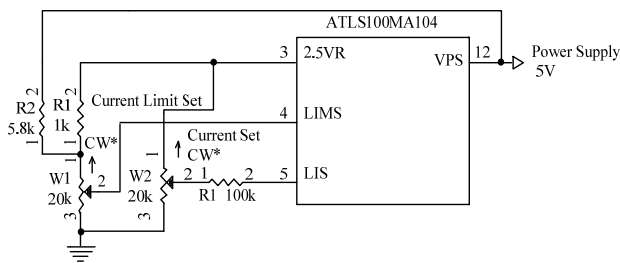 ATLS100MA104
3 2.5VR
VPS 12
Power Supply
5V
2 2
R2 R1
5.8k 1k
1 1
Current Limit Set
4 LIMS
CW*
Current Set
CW*
1
1
W1 2
20k
3
W2 2 1 2 5 LIS
20k R1 100k
3